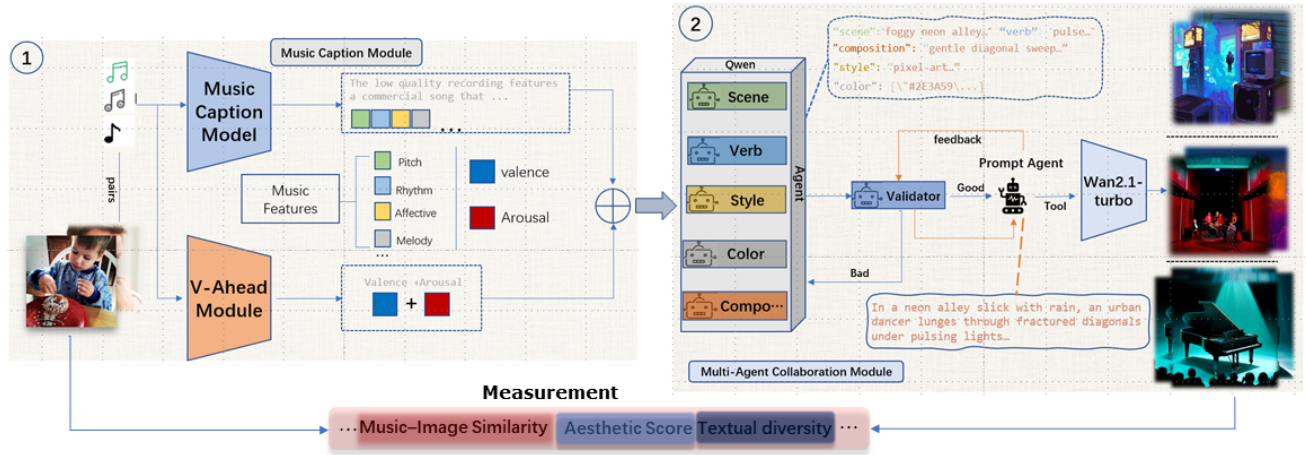 1
Music Caption Module
Music
Caption
Model
The low quality recording features
a commercial song that ...
...
pairs
Music
Features
Pitch
Rhythm
Affective
Melody
...
valence
Arousal
V-Ahead
Module
Valence +Arousal
+
2
Qwen
Scene
Verb
Style
Color
Compo···
Agent
"scene":"foggy neon alley…" "verb": "pulse…"
"composition": "gentle diagonal sweep…"
"style": "pixel-art…"
"color": [\"#2E3A59\...]
Validator
feedback
Good
Bad
Prompt Agent
Tool
Wan2.1-
turbo
In a neon alley slick with rain, an urban
dancer lunges through fractured diagonals
under pulsing lights…
Multi-Agent Collaboration Module
Measurement
... Music–Image Similarity Aesthetic Score Textual diversity ...